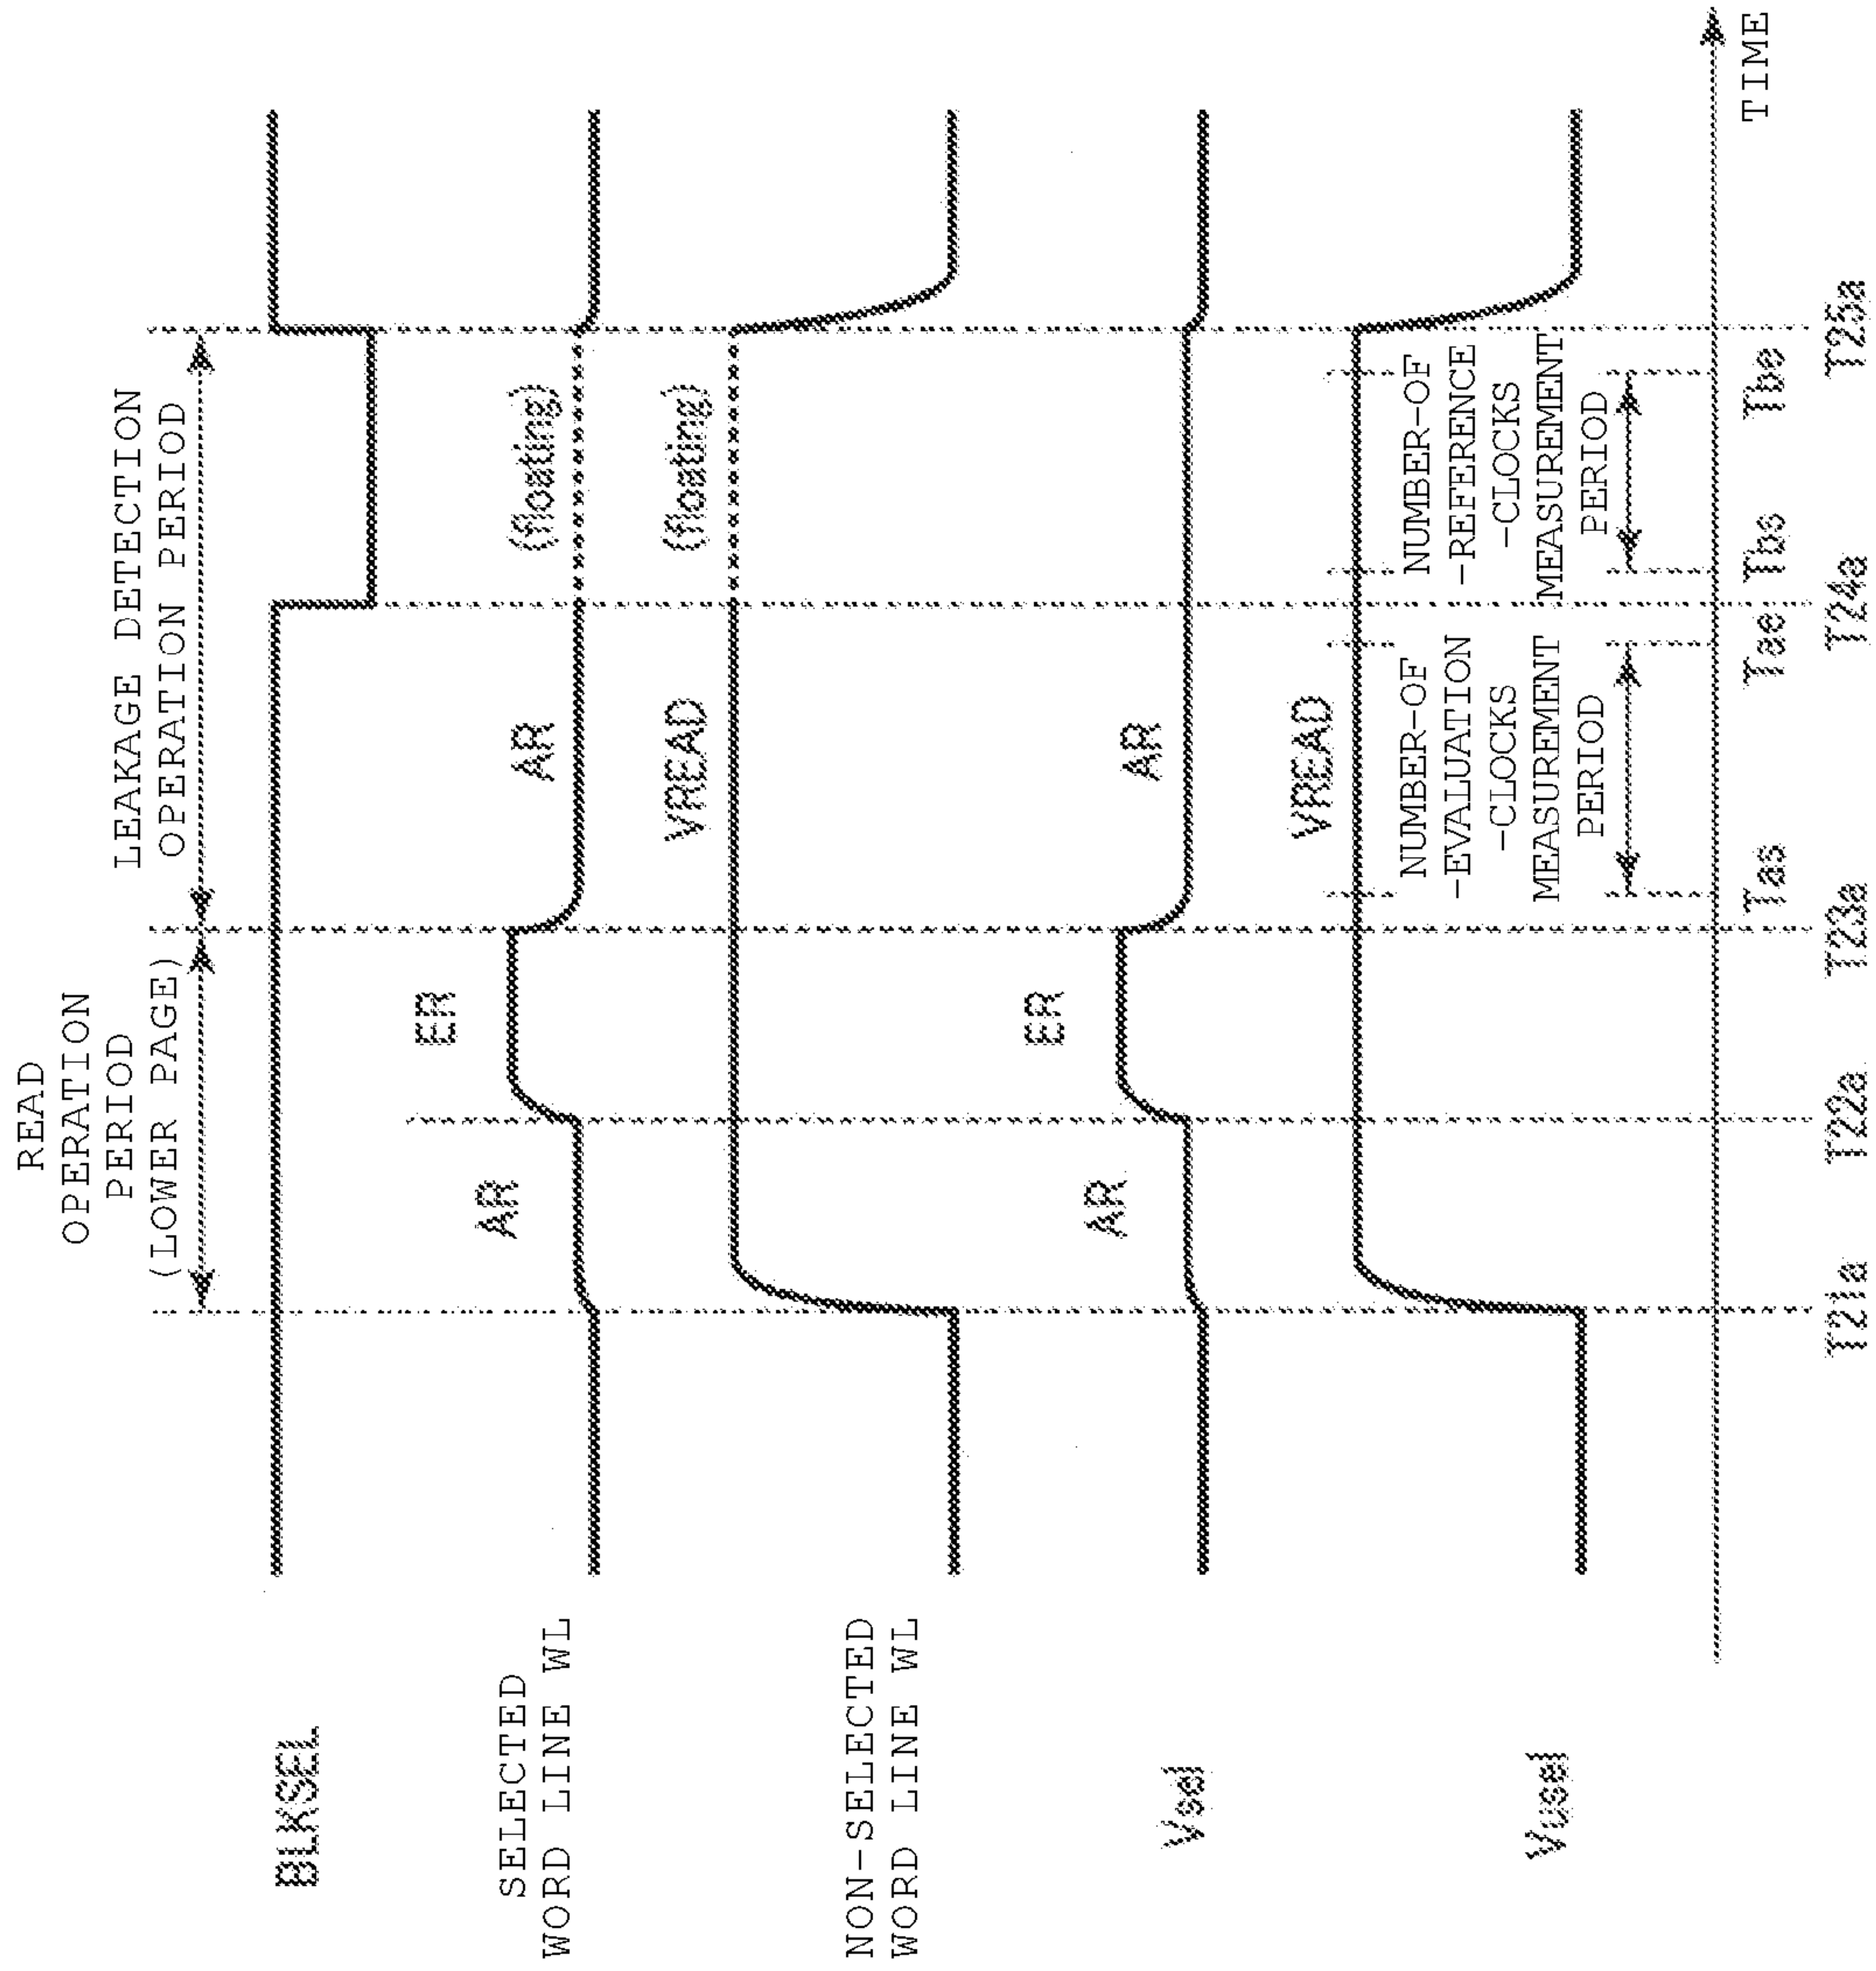 READ
OPERATION
PERIOD
(LOWER PAGE)
LEAKAGE DETECTION
OPERATION PERIOD
BLKSEL
SELECTED
WORD LINE WL
AR
ER
AR
(floating)
NON-SELECTED
WORD LINE WL
VREAD
(floating)
Vsel
AR
ER
AR
Vusel
VREAD
NUMBER-OF
-EVALUATION
-CLOCKS
MEASUREMENT
PERIOD
NUMBER-OF
-REFERENCE
-CLOCKS
MEASUREMENT
PERIOD
TIME
Tas
Tae
Tbs
Tbe
T21a
T22a
T23a
T24a
T25a